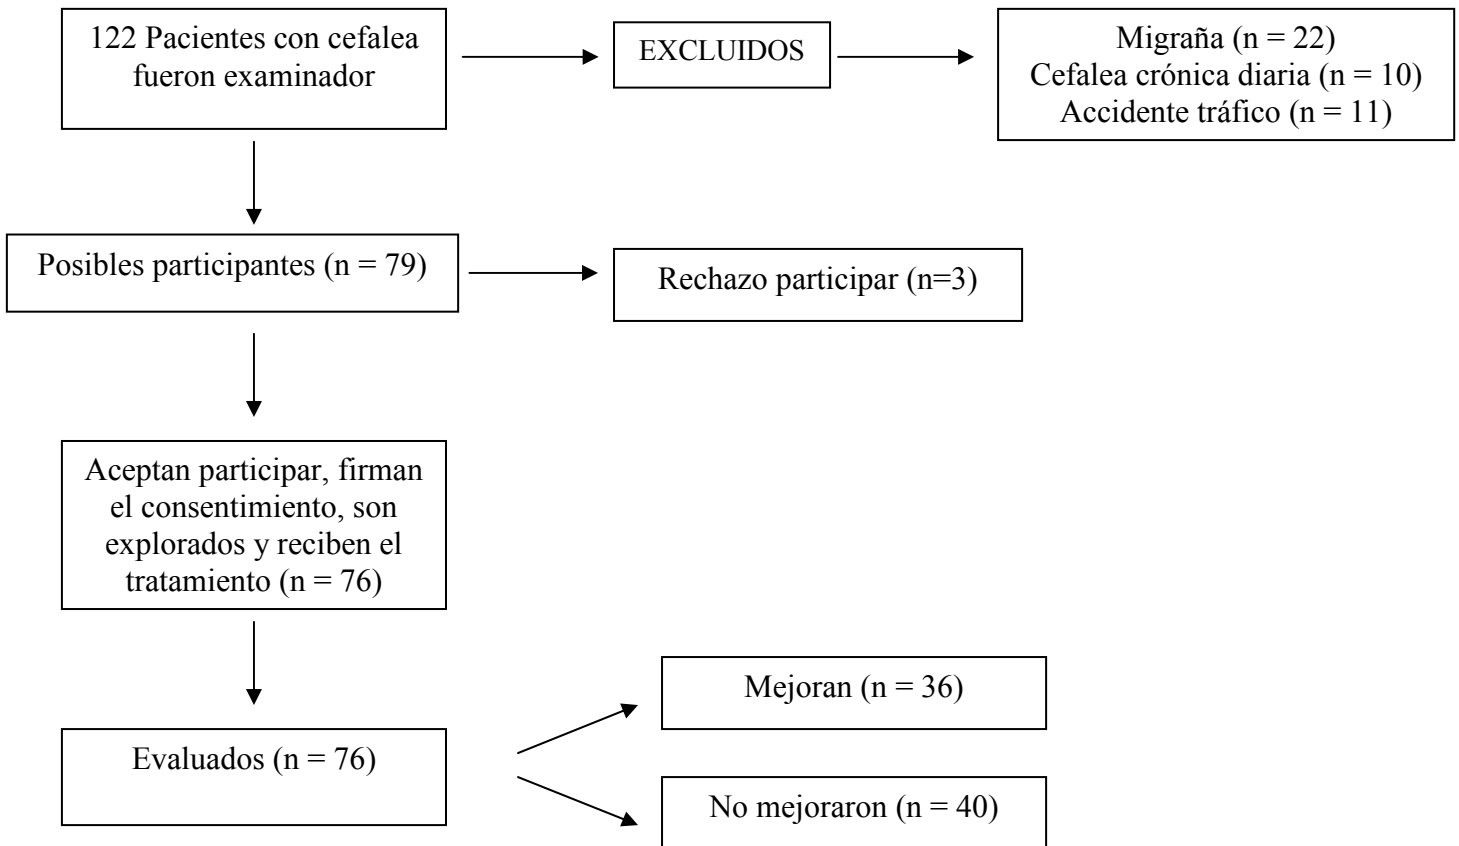 122 Pacientes con cefalea
fueron examinador
EXCLUIDOS
Migraña (n = 22)
Cefalea crónica diaria (n = 10)
Accidente tráfico (n = 11)
Posibles participantes (n = 79)
Rechazo participar (n=3)
Aceptan participar, firman
el consentimiento, son
explorados y reciben el
tratamiento (n = 76)
Evaluados (n = 76)
Mejoran (n = 36)
No mejoraron (n = 40)